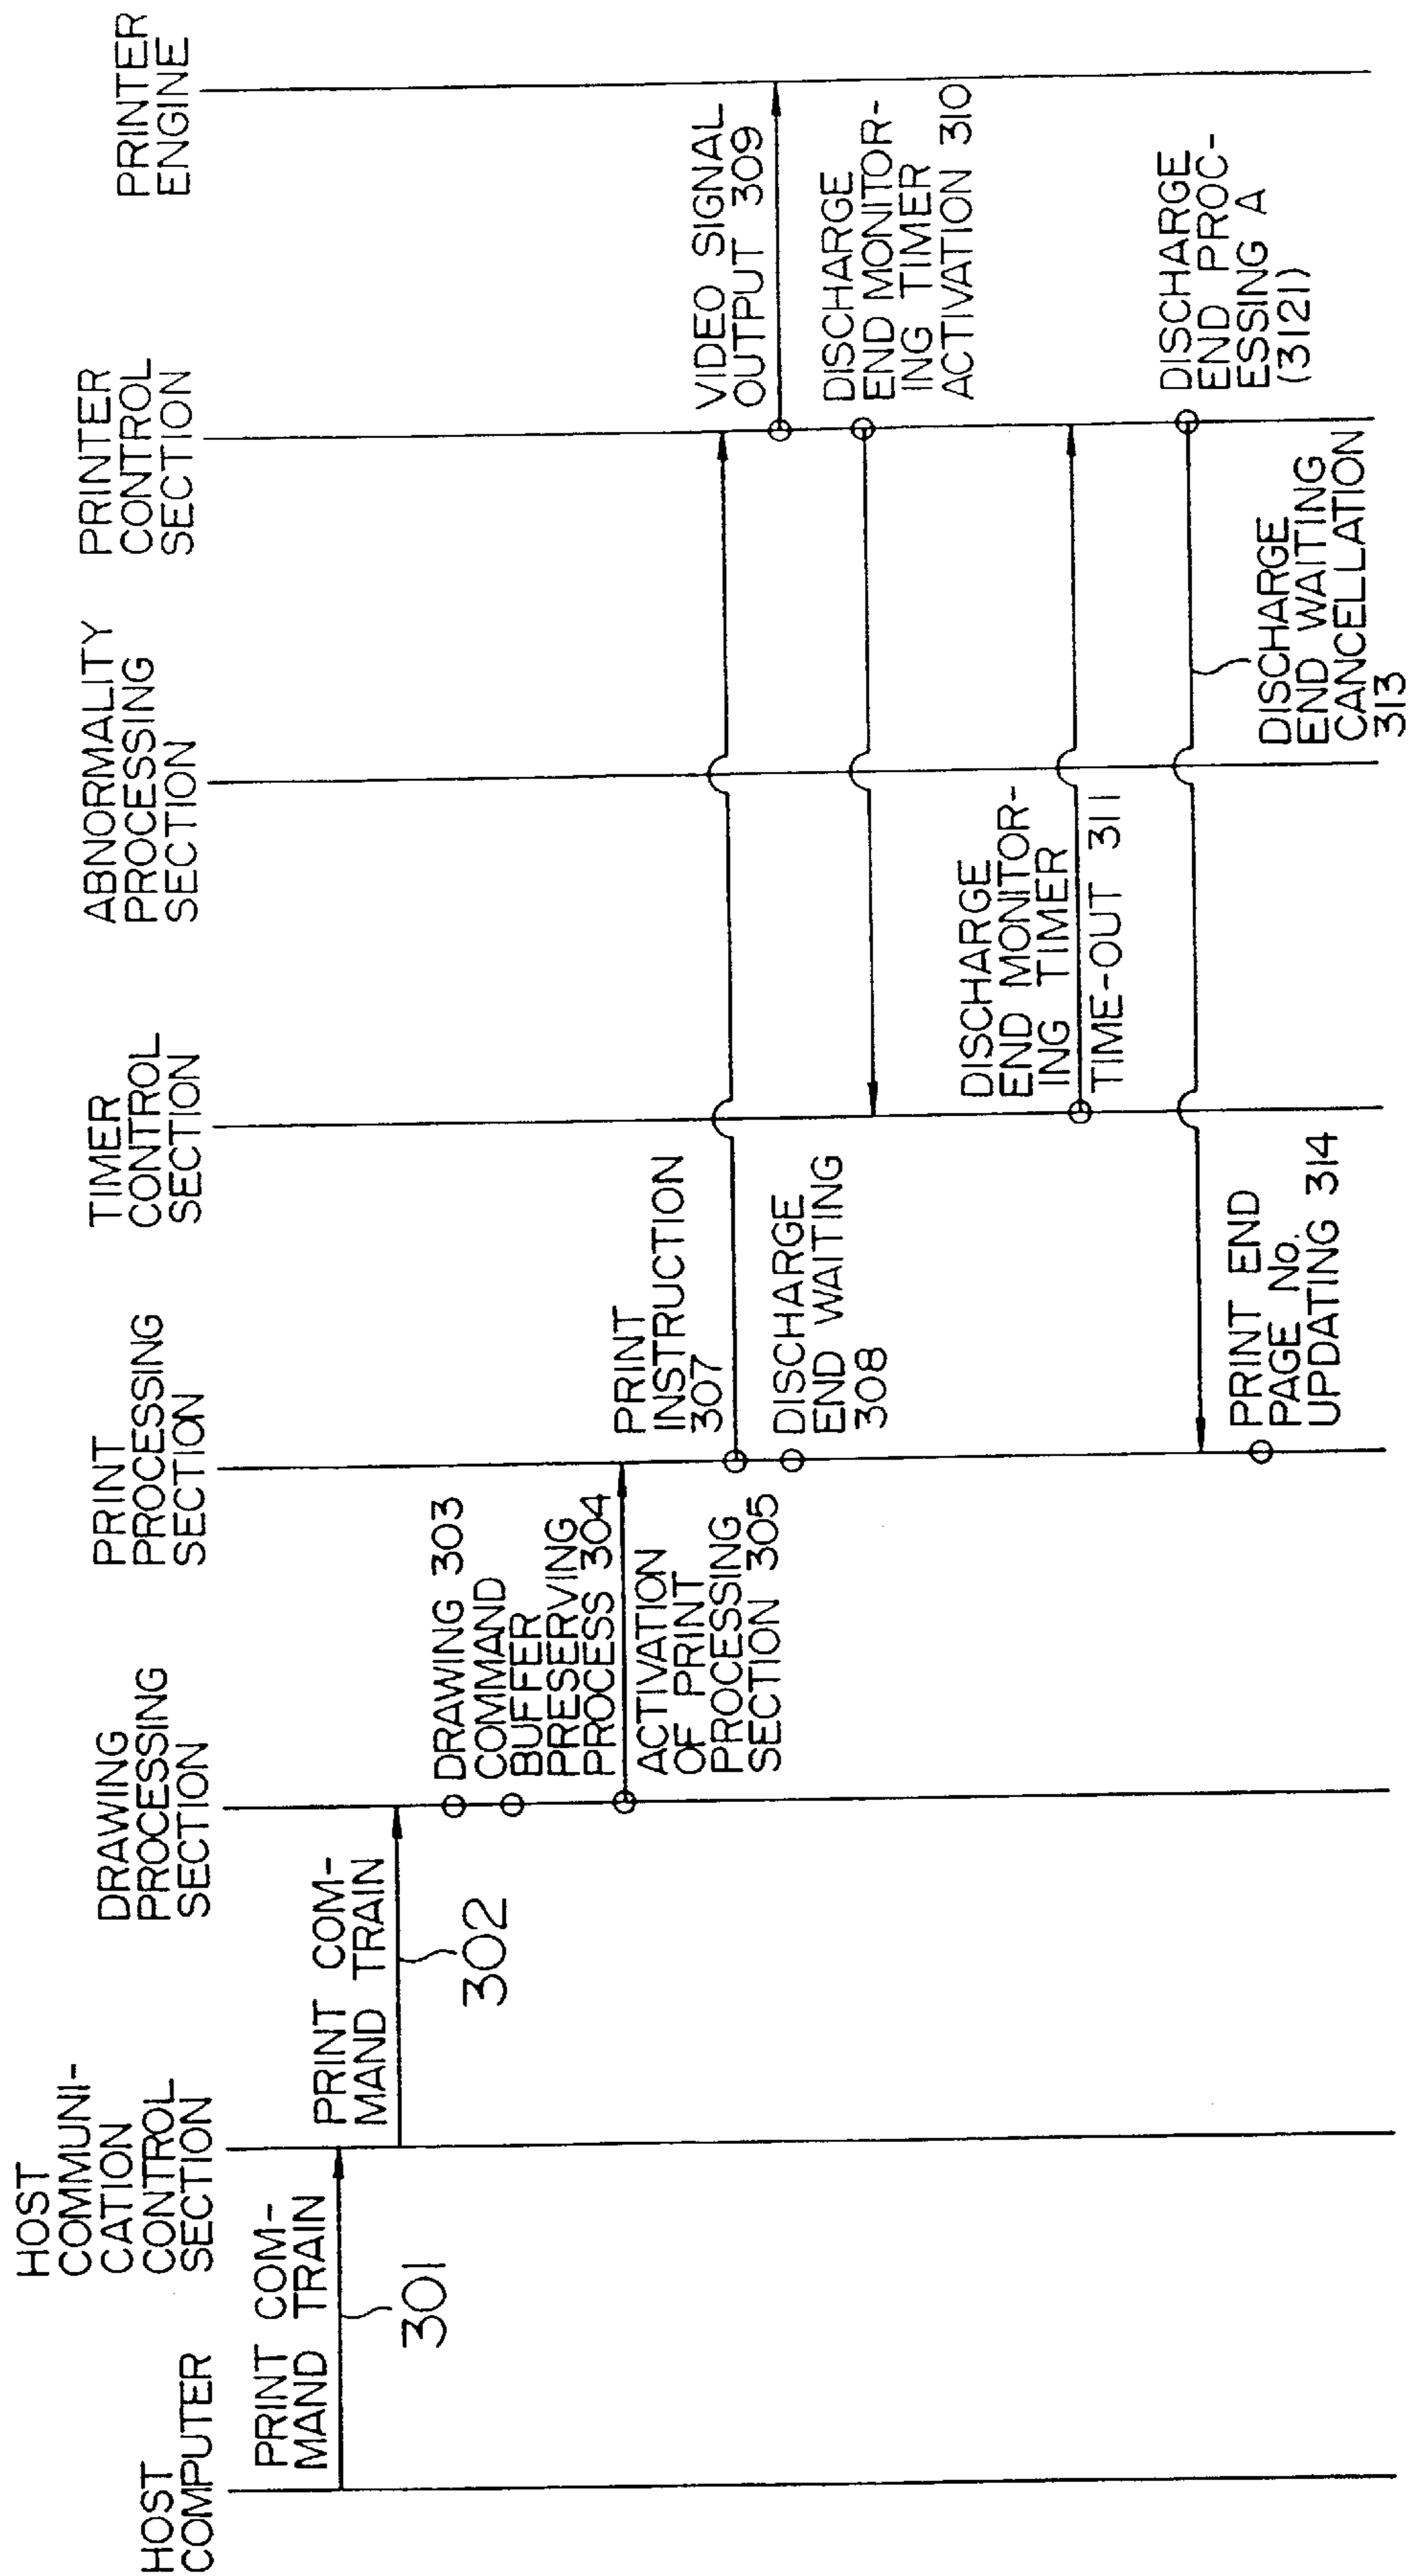 HOST
COMPUTER
HOST
COMMUNI-
CATION
CONTROL
SECTION
DRAWING
PROCESSING
SECTION
PRINT
PROCESSING
SECTION
TIMER
CONTROL
SECTION
ABNORMALITY
PROCESSING
SECTION
PRINTER
CONTROL
SECTION
PRINTER
ENGINE
PRINT COM-
MAND TRAIN
301
PRINT COM-
MAND TRAIN
302
DRAWING 303
COMMAND
BUFFER
PRESERVING
PROCESS 304
ACTIVATION
OF PRINT
PROCESSING
SECTION 305
PRINT
INSTRUCTION
307
DISCHARGE
END WAITING
308
VIDEO SIGNAL
OUTPUT 309
DISCHARGE
END MONITOR-
ING TIMER
ACTIVATION 310
DISCHARGE
END MONITOR-
ING TIMER
TIME-OUT 311
DISCHARGE
END PROC-
ESSING A
(3121)
DISCHARGE
END WAITING
CANCELLATION
313
PRINT END
PAGE No.
UPDATING 314